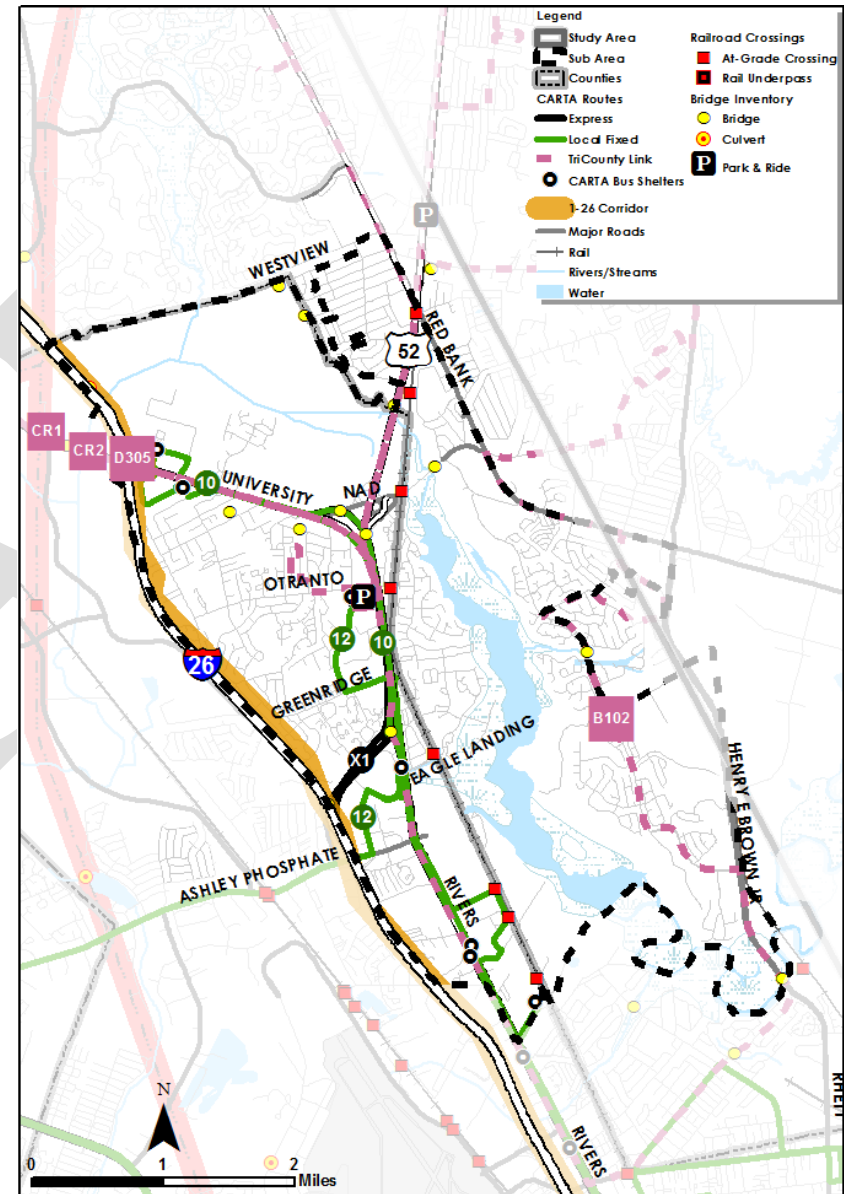 Legend
Study Area
Sub Area
Counties
CARTA Routes
Express
Local Fixed
TriCounty Link
CARTA Bus Shelters
1-26 Corridor
Major Roads
Rail
Rivers/Streams
Water
Railroad Crossings
At-Grade Crossing
Rail Underpass
Bridge Inventory
Bridge
Culvert
P Park & Ride
P
WESTVIEW
RED BANK
52
CR1
CR2
D305
10
UNIVERSITY
NAD
OTRANTO
P
12
10
26
GREENRIDGE
B102
X1
EAGLE LANDING
HENRY E BROWN JR
12
ASHLEY PHOSPHATE
RIVERS
RHETT
RIVERS
N
0 1 2
Miles